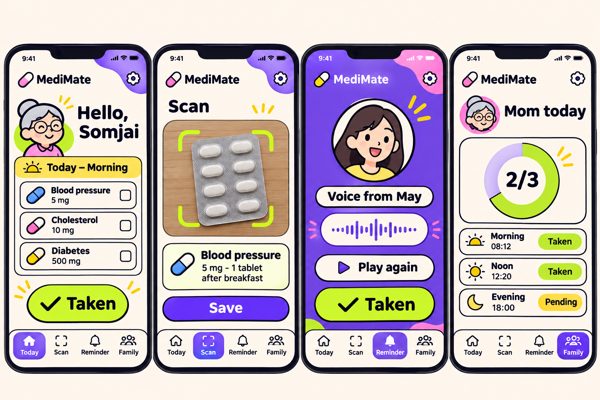 9:41
MediMate
Hello,
Somjai
Today – Morning
Blood pressure
5 mg
Cholesterol
10 mg
Diabetes
500 mg
Taken
Today
Scan
Reminder
Family
9:41
MediMate
Scan
Blood pressure
5 mg - 1 tablet
after breakfast
Save
Today
Scan
Reminder
Family
9:41
MediMate
Voice from May
Play again
Taken
Today
Scan
Reminder
Family
9:41
MediMate
Mom today
2/3
Morning
08:12
Taken
Noon
12:20
Taken
Evening
18:00
Pending
Today
Scan
Reminder
Family